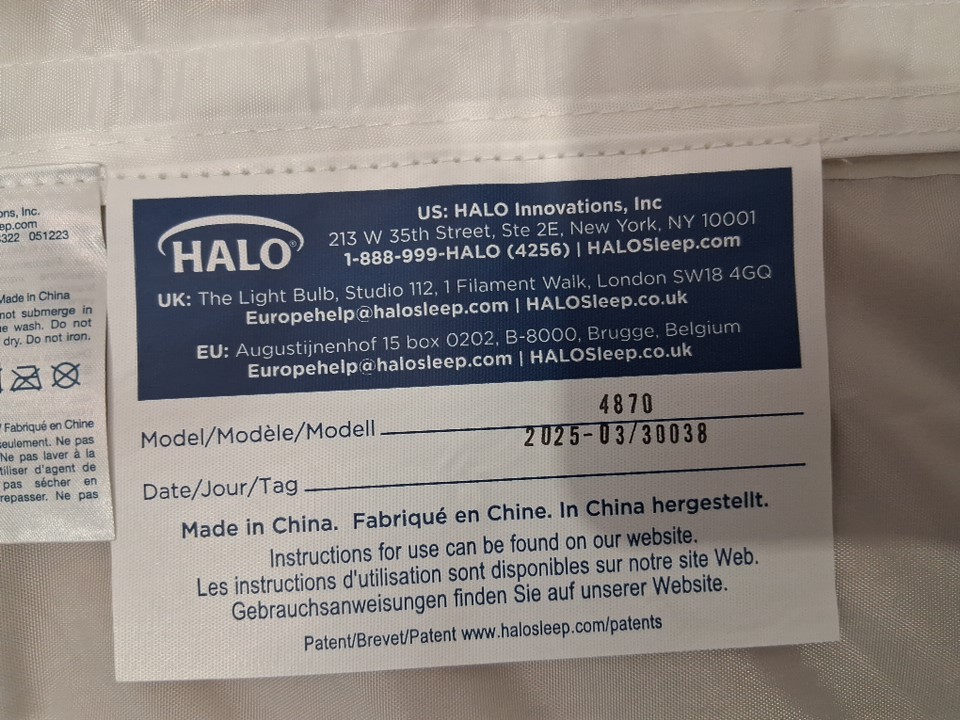 ons, Inc.
ep.com
322 051223
Made in China
not submerge in
e wash. Do not
dry. Do not iron.
/ Fabriqué en Chine
seulement. Ne pas
Ne pas laver à la
tiliser d'agent de
pas sécher en
repasser. Ne pas
HALO®
US: HALO Innovations, Inc
213 W 35th Street, Ste 2E, New York, NY 10001
1-888-999-HALO (4256) | HALOSleep.com
UK: The Light Bulb, Studio 112, 1 Filament Walk, London SW18 4GQ
Europehelp@halosleep.com | HALOSleep.co.uk
EU: Augustijnenhof 15 box 0202, B-8000, Brugge, Belgium
Europehelp@halosleep.com | HALOSleep.co.uk
4870
Model/Modèle/Modell
2025-03/30038
Date/Jour/Tag
Made in China. Fabriqué en Chine. In China hergestellt.
Instructions for use can be found on our website.
Les instructions d'utilisation sont disponibles sur notre site Web.
Gebrauchsanweisungen finden Sie auf unserer Website.
Patent/Brevet/Patent www.halosleep.com/patents